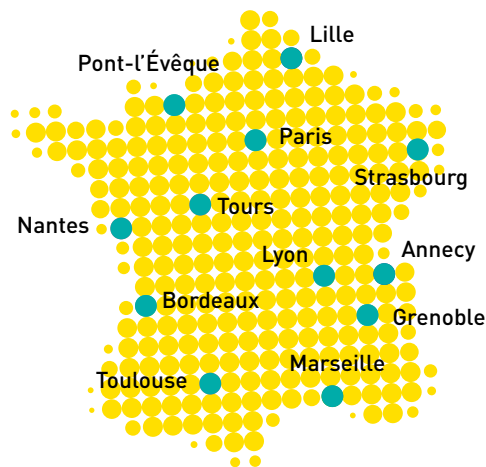 Lille
Pont-l'Évêque
Paris
Strasbourg
Tours
Nantes
Annecy
Lyon
Bordeaux
Grenoble
Marseille
Toulouse